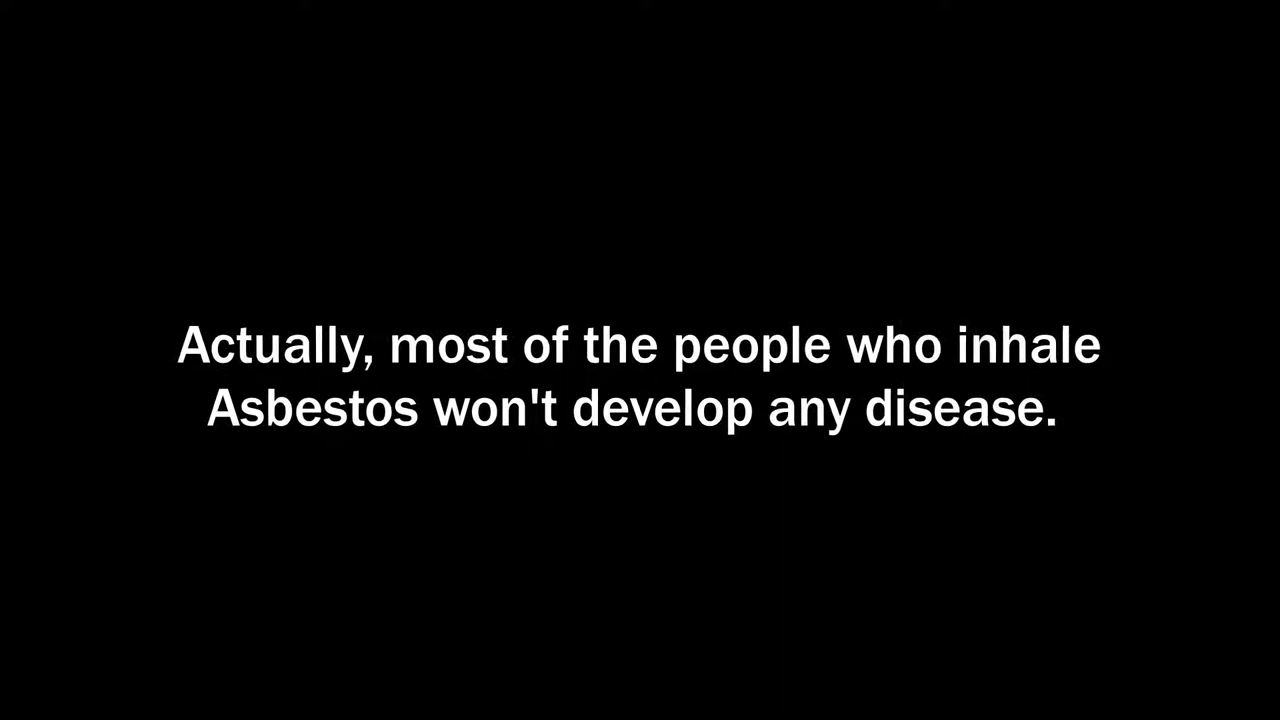 Actually, most of the people who inhale
Asbestos won't develop any disease.